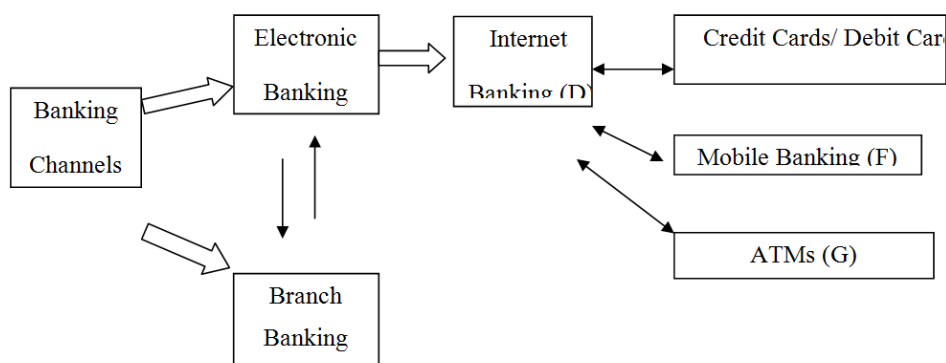 Electronic
Banking
Internet
Banking (D)
Credit Cards/ Debit Car
Banking
Channels
Mobile Banking (F)
ATMs (G)
Branch
Banking